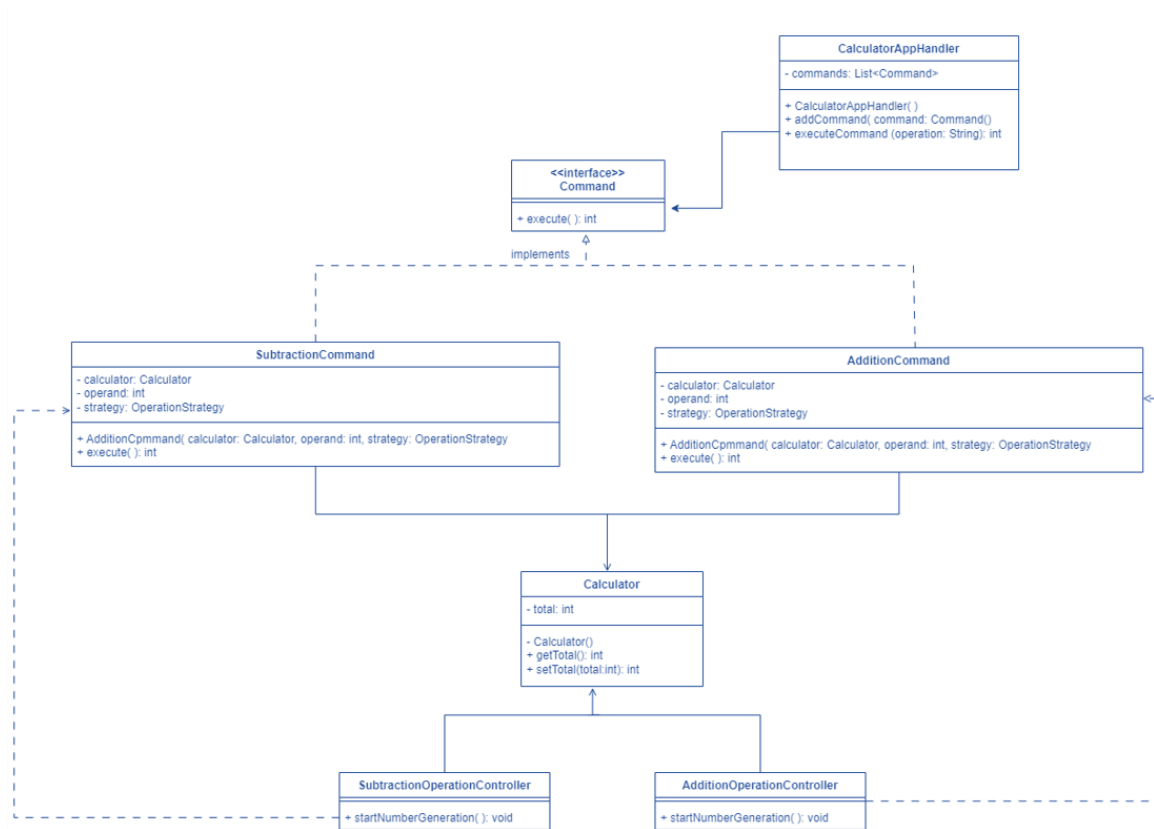 CalculatorAppHandler
- commands: List<Command>
+ CalculatorAppHandler( )
+ addCommand( command: Command()
+ executeCommand (operation: String): int
<<interface>>
Command
+ execute( ): int
implements
SubtractionCommand
- calculator: Calculator
- operand: int
- strategy: OperationStrategy
+ AdditionCpmmand( calculator: Calculator, operand: int, strategy: OperationStrategy
+ execute( ): int
AdditionCommand
- calculator: Calculator
- operand: int
- strategy: OperationStrategy
+ AdditionCpmmand( calculator: Calculator, operand: int, strategy: OperationStrategy
+ execute( ): int
Calculator
- total: int
- Calculator()
+ getTotal(): int
+ setTotal(total:int): int
SubtractionOperationController
+ startNumberGeneration( ): void
AdditionOperationController
+ startNumberGeneration( ): void